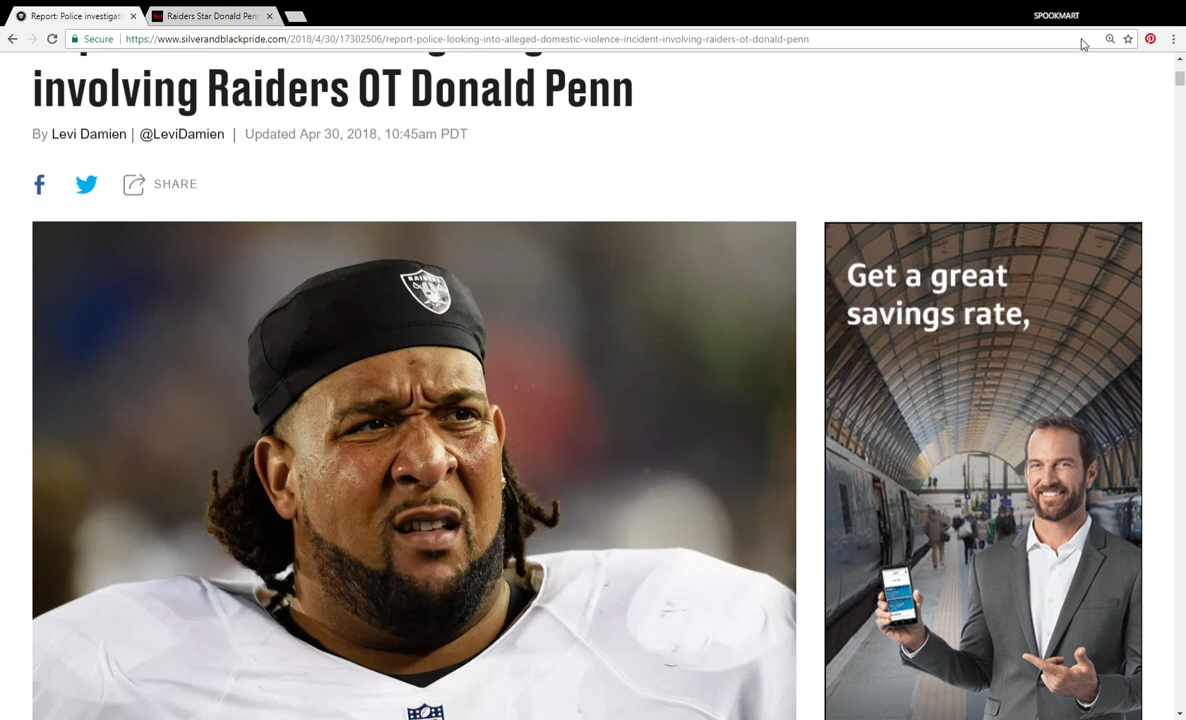 Report: Police investigat
Raiders Star Donald Penn
SPOOKMART
Secure
https://www.silverandblackpride.com/2018/4/30/17302506/report-police-looking-into-alleged-domestic-violence-incident-involving-raiders-ot-donald-penn
involving Raiders OT Donald Penn
By Levi Damien | @LeviDamien | Updated Apr 30, 2018, 10:45am PDT
SHARE
RAIDERS
Get a great
savings rate,
NFL